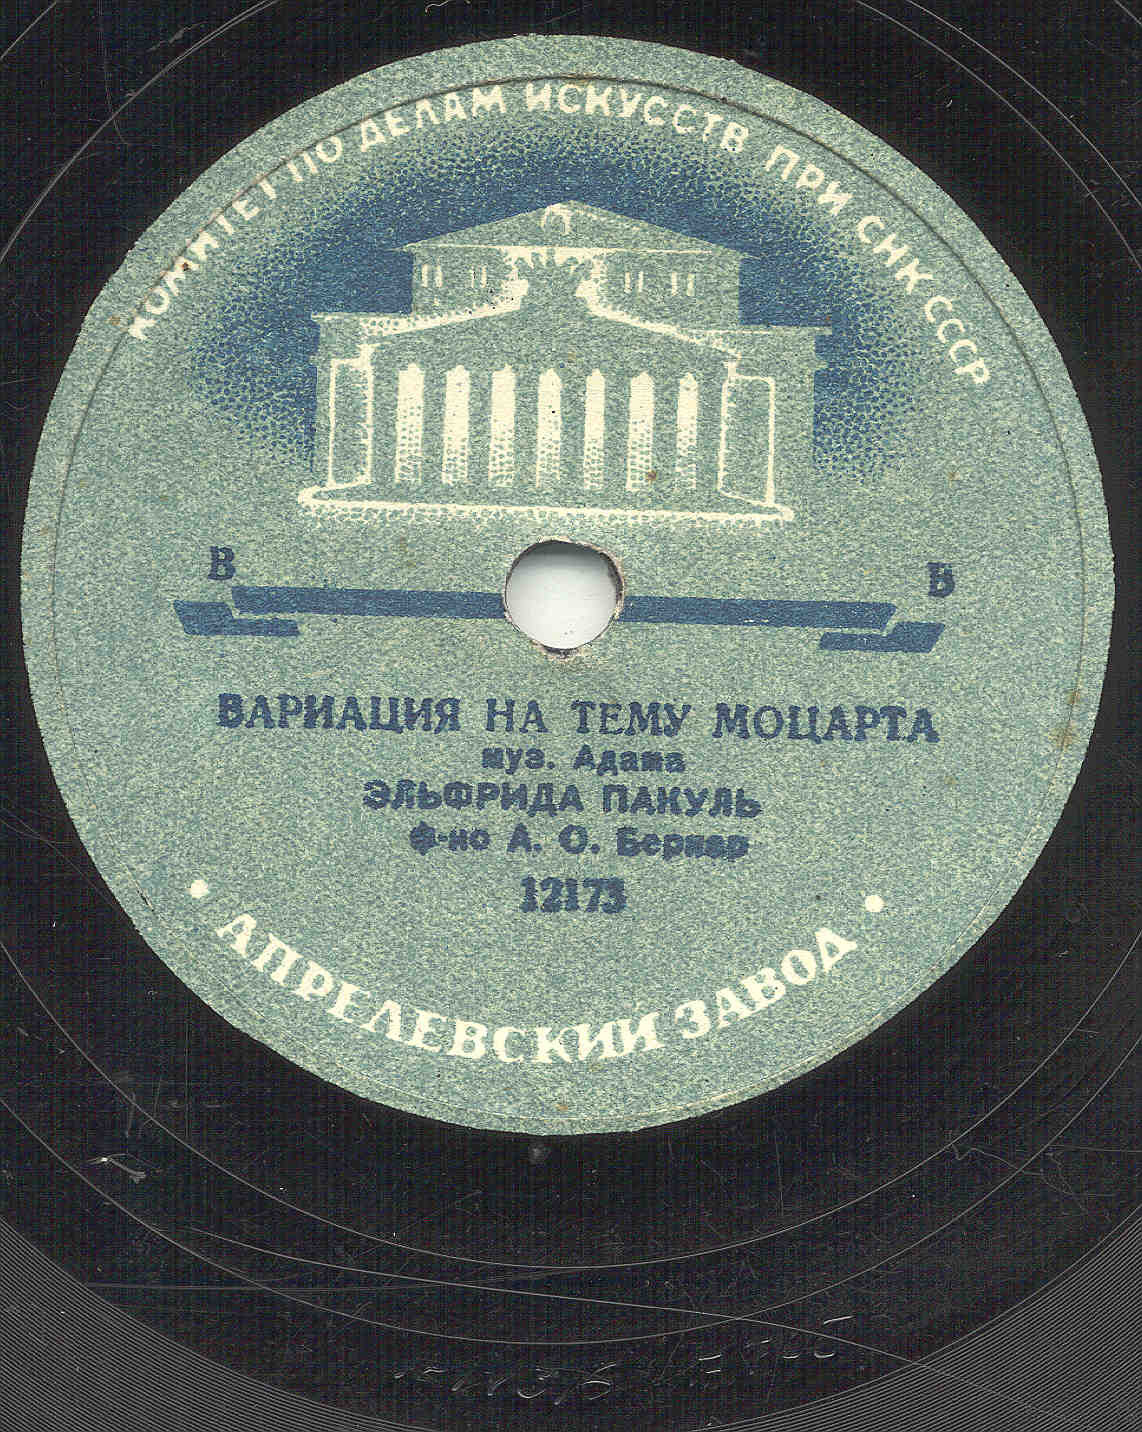 КОМИТЕТ ПО ДЕЛАМ ИСКУССТВ ПРИ СНК СССР
В В
ВАРИАЦИЯ НА ТЕМУ МОЦАРТА
муз. Адама
ЭЛЬФРИДА ПАКУЛЬ
ф-но А. О. Бернар
12173
• АПРЕЛЕВСКИЙ ЗАВОД •